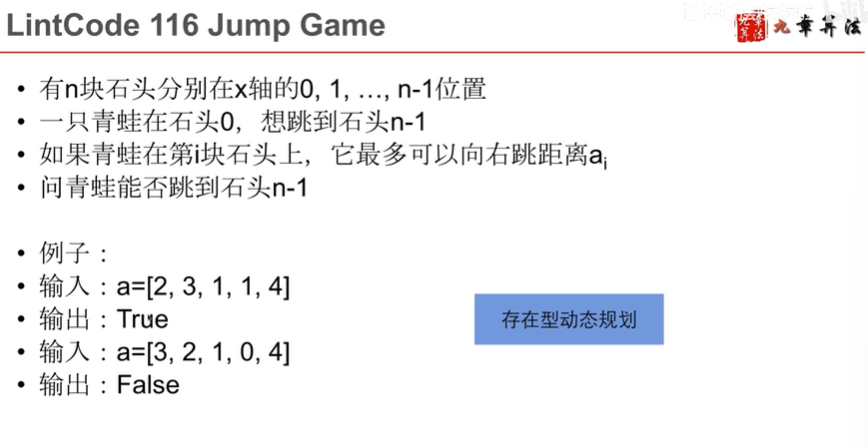 LintCode 116 Jump Game
九章算法
• 有n块石头分别在x轴的0, 1, …, n-1位置
• 一只青蛙在石头0，想跳到石头n-1
• 如果青蛙在第i块石头上，它最多可以向右跳距离ai
• 问青蛙能否跳到石头n-1
• 例子：
• 输入：a=[2, 3, 1, 1, 4]
• 输出：True
• 输入：a=[3, 2, 1, 0, 4]
• 输出：False
存在型动态规划